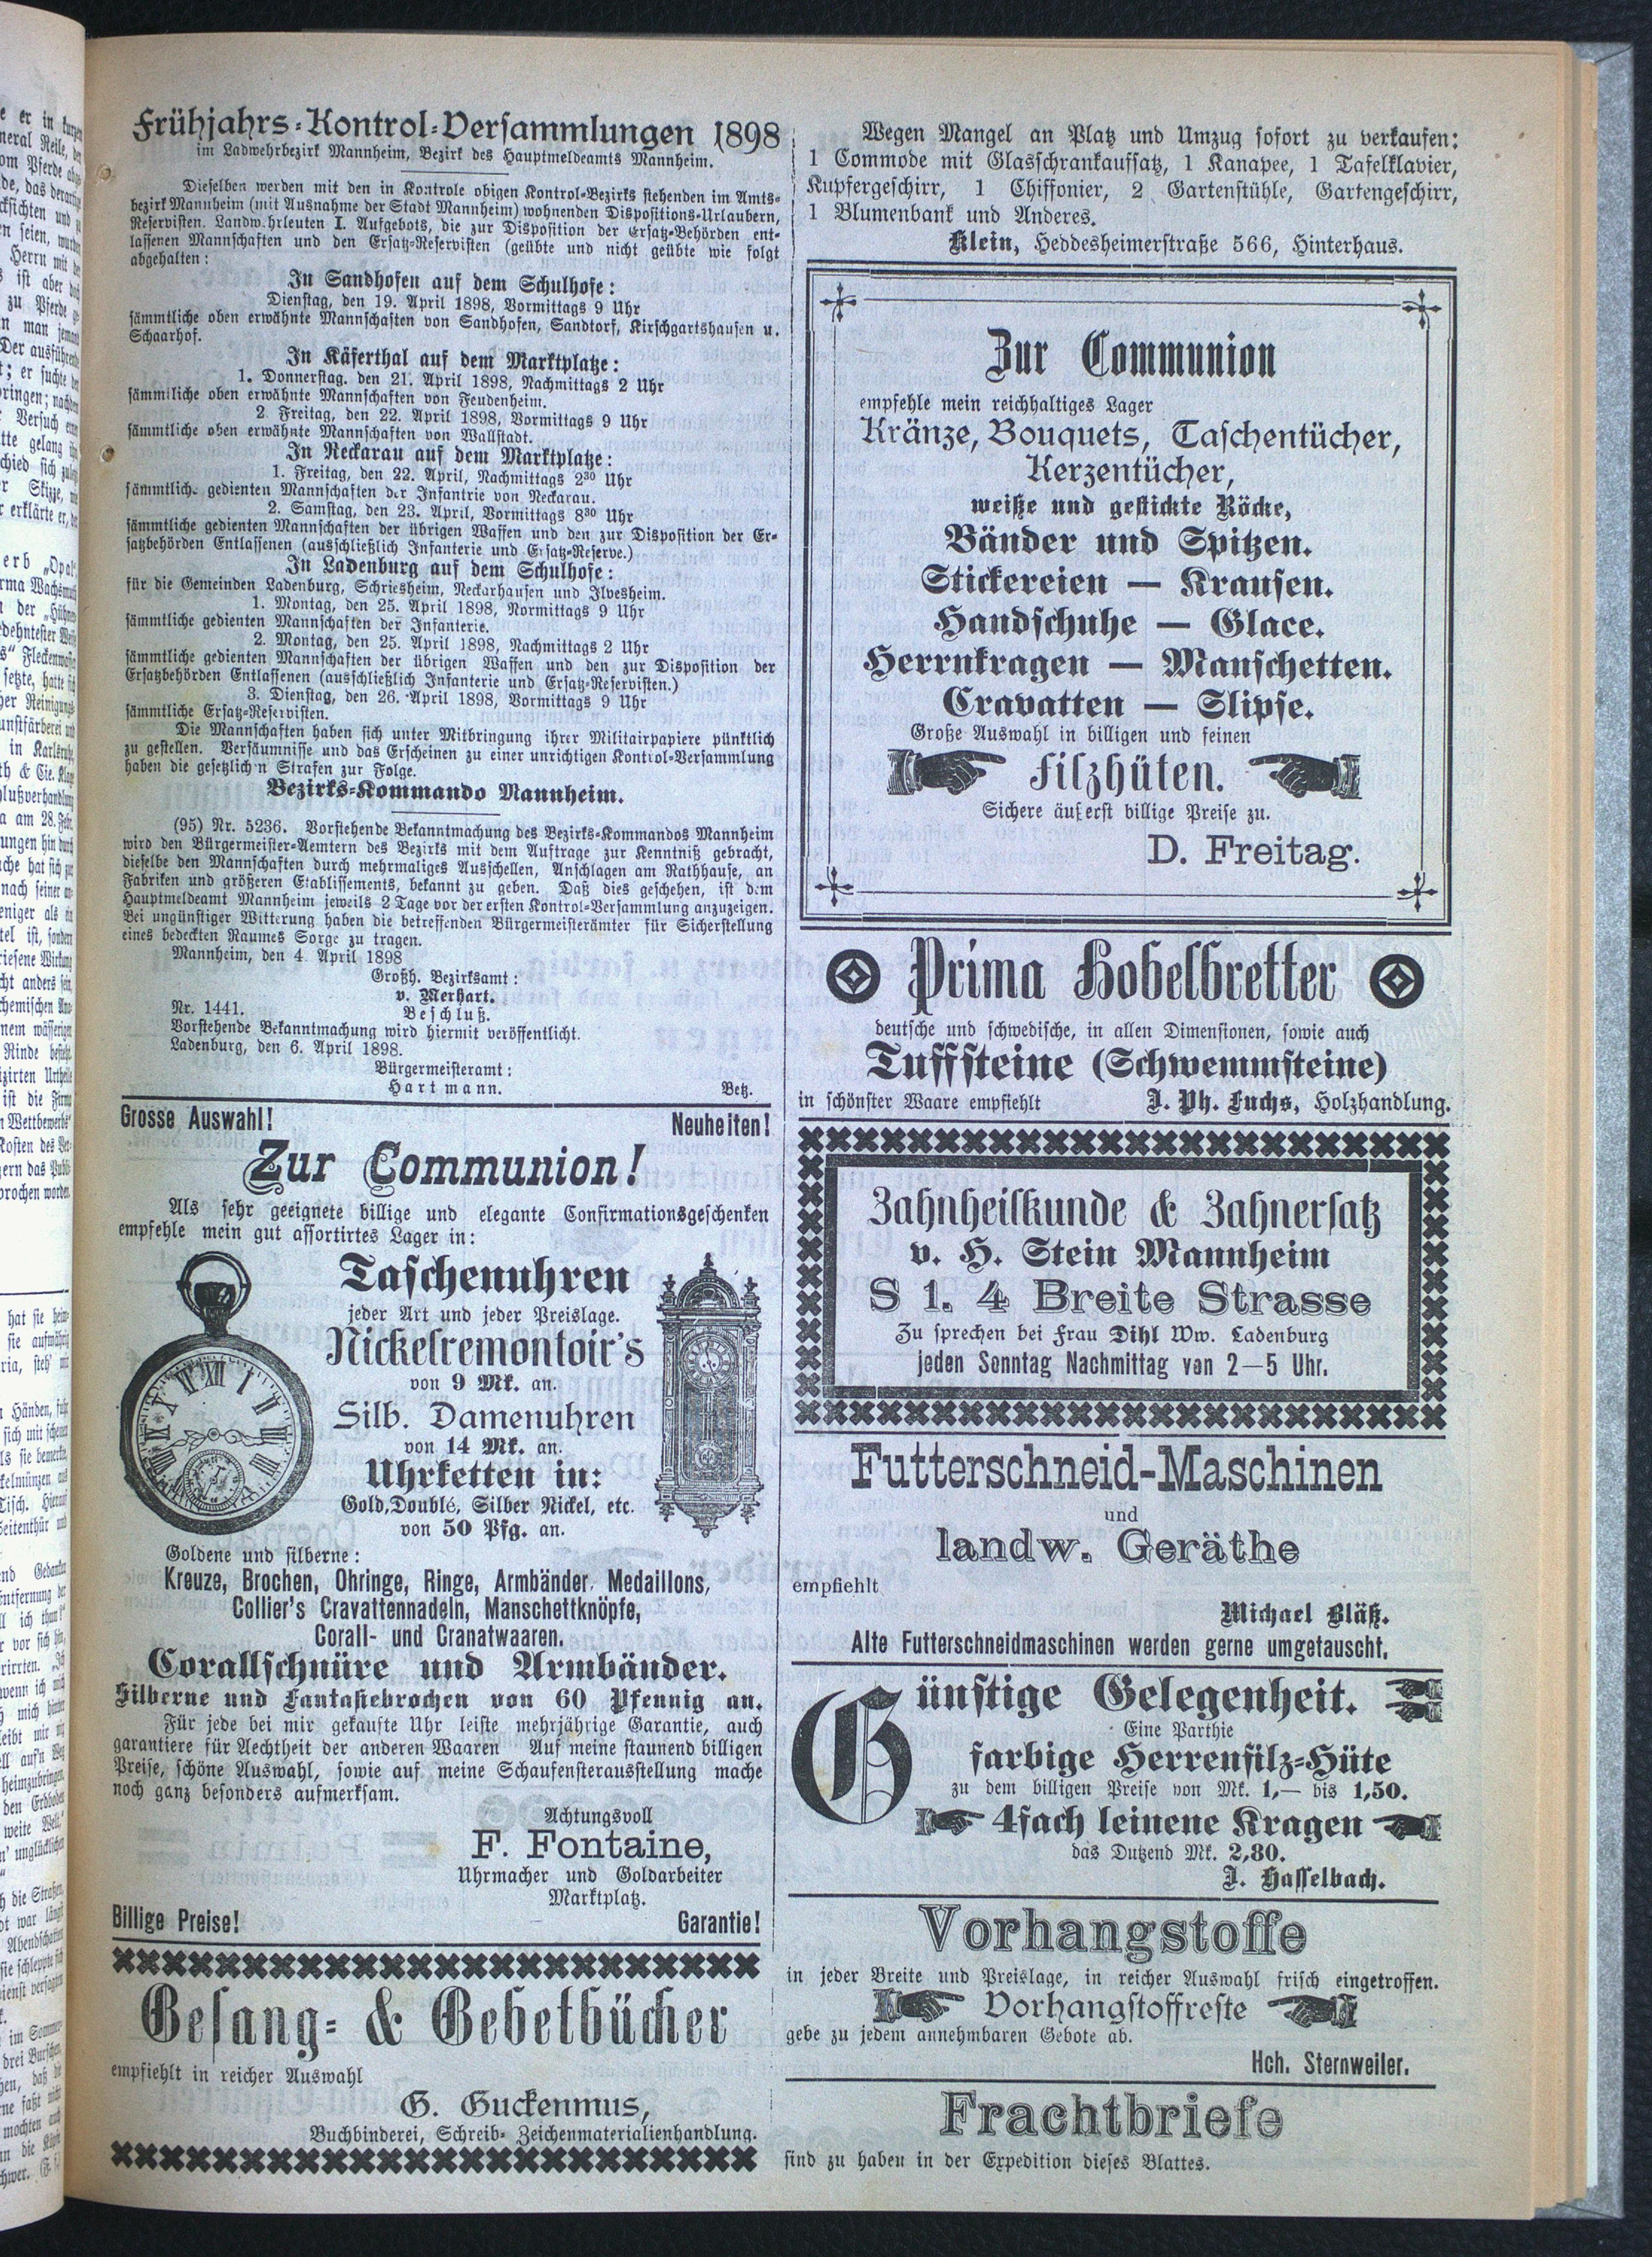 Frühjahrs-Kontrol-Versammlungen 1898
im Ladwehrbezirk Mannheim, Bezirk des Hauptmeldeamts Mannheim.
Dieselben werden mit den in Kontrole obigen Kontrol-Bezirks stehenden im Amts-
bezirk Mannheim (mit Ausnahme der Stadt Mannheim) wohnenden Dispositions-Urlaubern,
Reservisten. Landw.hrleuten I. Aufgebots, die zur Disposition der Ersatz-Behörden ent-
lassenen Mannschaften und den Ersatz-Reservisten (geübte und nicht geübte wie folgt
abgehalten:
In Sandhofen auf dem Schulhofe:
Dienstag, den 19. April 1898, Vormittags 9 Uhr
sämmtliche oben erwähnte Mannschaften von Sandhofen, Sandtorf, Kirschgartshausen u.
Schaarhof.
In Käferthal auf dem Marktplatze:
1. Donnerstag. den 21. April 1898, Nachmittags 2 Uhr
sämmtliche oben erwähnte Mannschaften von Feudenheim.
2. Freitag, den 22. April 1898, Vormittags 9 Uhr
sämmtliche oben erwähnte Mannschaften von Wallstadt.
In Neckarau auf dem Marktplatze:
1. Freitag, den 22. April, Nachmittags 2³⁰ Uhr
sämmtlich. gedienten Mannschaften der Infantrie von Neckarau.
2. Samstag, den 23. April, Vormittags 8³⁰ Uhr
sämmtliche gedienten Mannschaften der übrigen Waffen und den zur Disposition der Er-
satzbehörden Entlassenen (ausschließlich Infanterie und Ersatz-Reserve.)
In Ladenburg auf dem Schulhofe:
für die Gemeinden Ladenburg, Schriesheim, Neckarhausen und Ilvesheim.
1. Montag, den 25. April 1898, Normittags 9 Uhr
sämmtliche gedienten Mannschaften der Infanterie.
2. Montag, den 25. April 1898, Nachmittags 2 Uhr
sämmtliche gedienten Mannschaften der übrigen Waffen und den zur Disposition der
Ersatzbehörden Entlassenen (ausschließlich Infanterie und Ersatz-Reservisten.)
3. Dienstag, den 26. April 1898, Vormittags 9 Uhr
sämmtliche Ersatz-Reservisten.
Die Mannschaften haben sich unter Mitbringung ihrer Militairpapiere pünktlich
zu gestellen. Versäumnisse und das Erscheinen zu einer unrichtigen Kontrol-Versammlung
haben die gesetzlich'n Strafen zur Folge.
Bezirks-Kommando Mannheim.
(95) Nr. 5236. Vorstehende Bekanntmachung des Bezirks-Kommandos Mannheim
wird den Bürgermeister-Aemtern des Bezirks mit dem Auftrage zur Kenntniß gebracht,
dieselbe den Mannschaften durch mehrmaliges Ausschellen, Anschlagen am Rathhause, an
Fabriken und größeren Etablissements, bekannt zu geben. Daß dies geschehen, ist dem
Hauptmeldeamt Mannheim jeweils 2 Tage vor der ersten Kontrol-Versammlung anzuzeigen.
Bei ungünstiger Witterung haben die betreffenden Bürgermeisterämter für Sicherstellung
eines bedeckten Raumes Sorge zu tragen.
Mannheim, den 4. April 1898
Großh. Bezirksamt:
v. Merhart.
Nr. 1441. Beschluß.
Vorstehende Bekanntmachung wird hiermit veröffentlicht.
Ladenburg, den 6. April 1898.
Bürgermeisteramt:
Hartmann. Betz.
Grosse Auswahl! Neuheiten!
Zur Communion!
Als sehr geeignete billige und elegante Confirmationsgeschenken
empfehle mein gut assortirtes Lager in:
Taschenuhren
jeder Art und jeder Preislage.
Nickelremontoir's
von 9 Mk. an.
Silb. Damenuhren
von 14 Mk. an.
Uhrketten in:
Gold, Doublé, Silber Nickel, etc.
von 50 Pfg. an.
Goldene und silberne:
Kreuze, Brochen, Ohringe, Ringe, Armbänder, Medaillons,
Collier's Cravattennadeln, Manschettknöpfe,
Corall- und Cranatwaaren.
Corallschnüre und Armbänder.
Silberne und Fantasiebrochen von 60 Pfennig an.
Für jede bei mir gekaufte Uhr leiste mehrjährige Garantie, auch
garantiere für Aechtheit der anderen Waaren Auf meine staunend billigen
Preise, schöne Auswahl, sowie auf meine Schaufensterausstellung mache
noch ganz besonders aufmerksam.
Achtungsvoll
F. Fontaine,
Uhrmacher und Goldarbeiter
Marktplatz.
Billige Preise! Garantie!
Gesang- & Gebetbücher
empfiehlt in reicher Auswahl
G. Guckenmus,
Buchbinderei, Schreib- Zeichenmaterialienhandlung.
Wegen Mangel an Platz und Umzug sofort zu verkaufen:
1 Commode mit Glasschrankaufsatz, 1 Kanapee, 1 Tafelklavier,
Kupfergeschirr, 1 Chiffonier, 2 Gartenstühle, Gartengeschirr,
1 Blumenbank und Anderes.
Klein, Heddesheimerstraße 566, Hinterhaus.
Zur Communion
empfehle mein reichhaltiges Lager
Kränze, Bouquets, Taschentücher,
Kerzentücher,
weiße und gestickte Röcke,
Bänder und Spitzen.
Stickereien — Krausen.
Handschuhe — Glace.
Herrnkragen — Manschetten.
Cravatten — Slipse.
Große Auswahl in billigen und feinen
Filzhüten.
Sichere äußerst billige Preise zu.
D. Freitag.
Prima Hobelbretter
deutsche und schwedische, in allen Dimensionen, sowie auch
Tuffsteine (Schwemmsteine)
in schönster Waare empfiehlt J. Ph. Fuchs, Holzhandlung.
Zahnheilkunde & Zahnersatz
v. H. Stein Mannheim
S 1. 4 Breite Strasse
Zu sprechen bei Frau Dihl Ww. Ladenburg
jeden Sonntag Nachmittag von 2—5 Uhr.
Futterschneid-Maschinen
und
landw. Geräthe
empfiehlt
Michael Bläß.
Alte Futterschneidmaschinen werden gerne umgetauscht.
Günstige Gelegenheit.
Eine Parthie
farbige Herrenfilz-Hüte
zu dem billigen Preise von Mk. 1,— bis 1,50.
4fach leinene Kragen
das Dutzend Mk. 2,80.
J. Hasselbach.
Vorhangstoffe
in jeder Breite und Preislage, in reicher Auswahl frisch eingetroffen.
Vorhangstoffreste
gebe zu jedem annehmbaren Gebote ab.
Hch. Sternweiler.
Frachtbriefe
sind zu haben in der Expedition dieses Blattes.